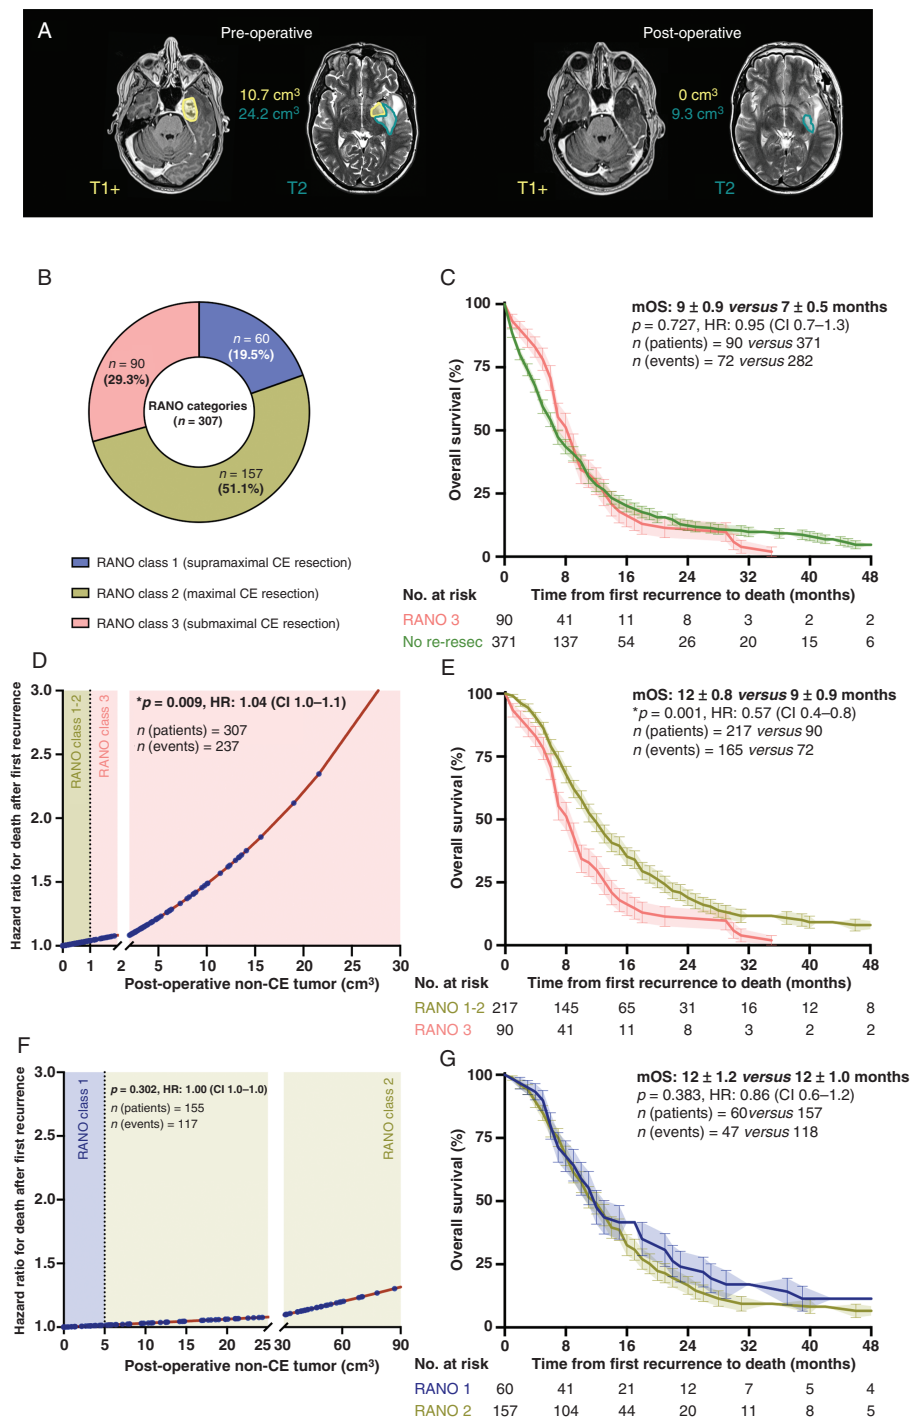 A
Pre-operative
Post-operative
10.7 cm³
24.2 cm³
0 cm³
9.3 cm³
T1+
T2
T1+
T2
B
n = 60
(19.5%)
n = 90
(29.3%)
RANO categories
(n = 307)
n = 157
(51.1%)
RANO class 1 (supramaximal CE resection)
RANO class 2 (maximal CE resection)
RANO class 3 (submaximal CE resection)
C
mOS: 9 ± 0.9 versus 7 ± 0.5 months
p = 0.727, HR: 0.95 (CI 0.7–1.3)
n (patients) = 90 versus 371
n (events) = 72 versus 282
Overall survival (%)
100
75
50
25
0
0 8 16 24 32 40 48
No. at risk Time from first recurrence to death (months)
RANO 3 90 41 11 8 3 2 2
No re-resec 371 137 54 26 20 15 6
D
Hazard ratio for death after first recurrence
3.0
2.5
2.0
1.5
1.0
RANO class 1-2
RANO class 3
*p = 0.009, HR: 1.04 (CI 1.0–1.1)
n (patients) = 307
n (events) = 237
0 1 2 5 10 15 20 25 30
Post-operative non-CE tumor (cm³)
E
mOS: 12 ± 0.8 versus 9 ± 0.9 months
*p = 0.001, HR: 0.57 (CI 0.4–0.8)
n (patients) = 217 versus 90
n (events) = 165 versus 72
Overall survival (%)
100
75
50
25
0
0 8 16 24 32 40 48
No. at risk Time from first recurrence to death (months)
RANO 1-2 217 145 65 31 16 12 8
RANO 3 90 41 11 8 3 2 2
F
Hazard ratio for death after first recurrence
3.0
2.5
2.0
1.5
1.0
RANO class 1
RANO class 2
p = 0.302, HR: 1.00 (CI 1.0–1.0)
n (patients) = 155
n (events) = 117
0 5 10 15 20 25 30 60 90
Post-operative non-CE tumor (cm³)
G
mOS: 12 ± 1.2 versus 12 ± 1.0 months
p = 0.383, HR: 0.86 (CI 0.6–1.2)
n (patients) = 60 versus 157
n (events) = 47 versus 118
Overall survival (%)
100
75
50
25
0
0 8 16 24 32 40 48
No. at risk Time from first recurrence to death (months)
RANO 1 60 41 21 12 7 5 4
RANO 2 157 104 44 20 11 8 5